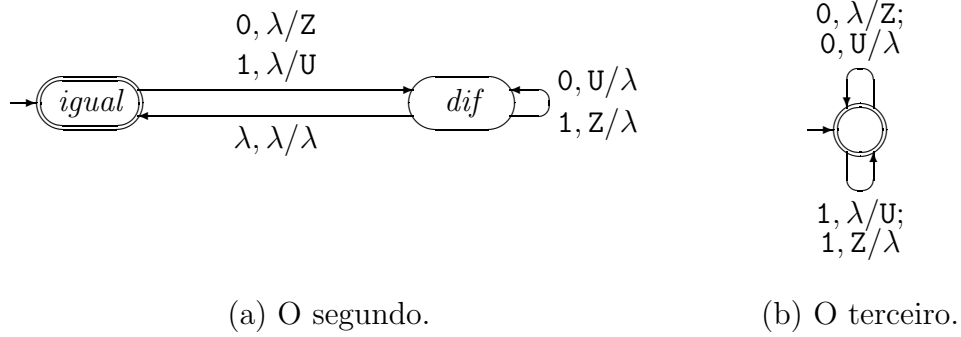 0, λ/Z
1, λ/U
igual
dif
0, U/λ
1, Z/λ
λ, λ/λ
(a) O segundo.
0, λ/Z;
0, U/λ
1, λ/U;
1, Z/λ
(b) O terceiro.